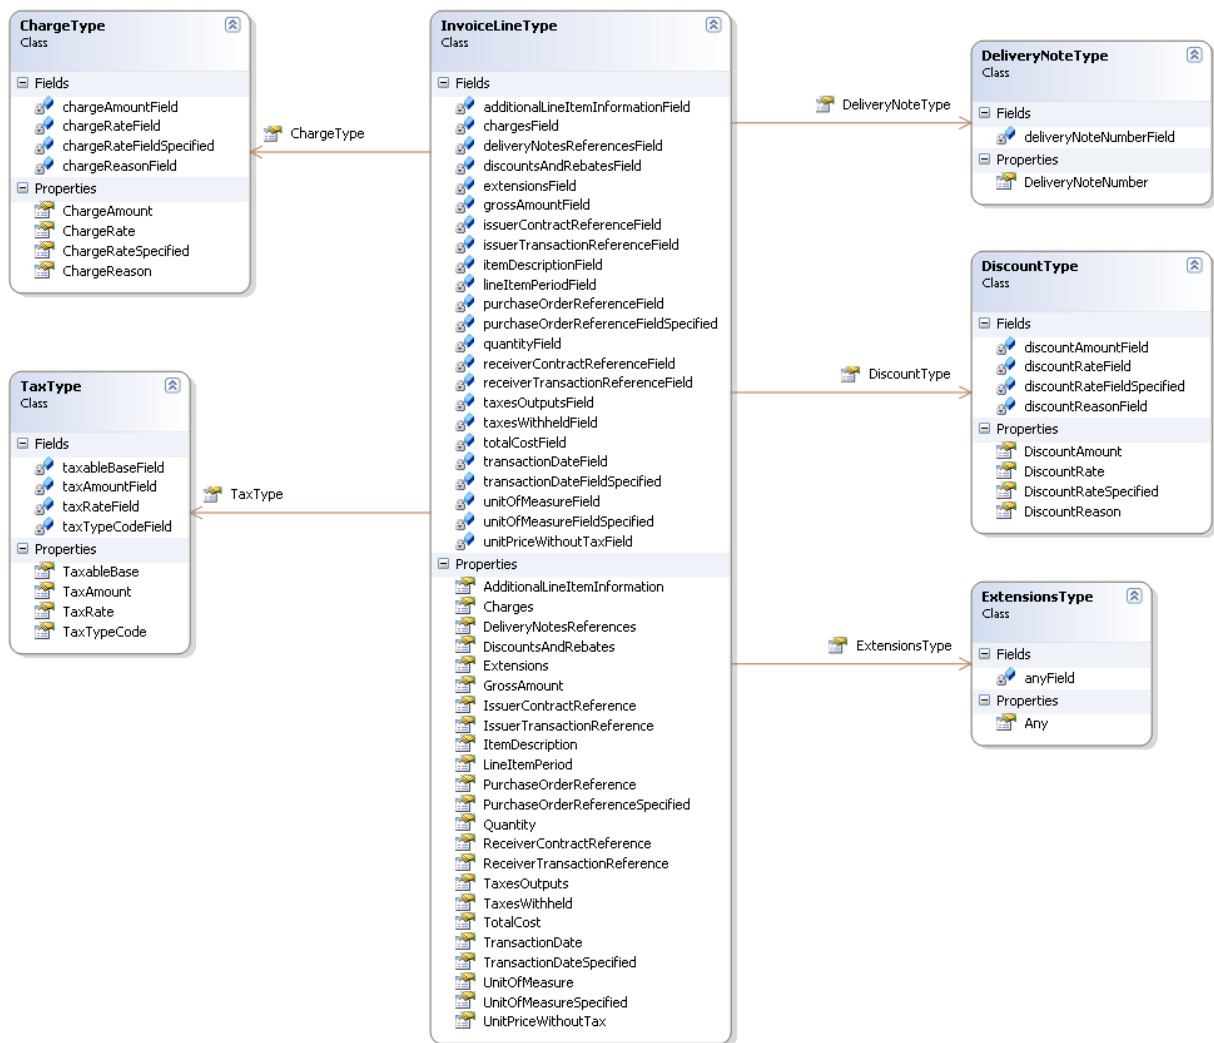 ChargeType
Class
Fields
chargeAmountField
chargeRateField
chargeRateFieldSpecified
chargeReasonField
Properties
ChargeAmount
ChargeRate
ChargeRateSpecified
ChargeReason
ChargeType
TaxType
Class
Fields
taxableBaseField
taxAmountField
taxRateField
taxTypeCodeField
Properties
TaxableBase
TaxAmount
TaxRate
TaxTypeCode
TaxType
InvoiceLineType
Class
Fields
additionalLineItemInformationField
chargesField
deliveryNotesReferencesField
discountsAndRebatesField
extensionsField
grossAmountField
issuerContractReferenceField
issuerTransactionReferenceField
itemDescriptionField
lineItemPeriodField
purchaseOrderReferenceField
purchaseOrderReferenceFieldSpecified
quantityField
receiverContractReferenceField
receiverTransactionReferenceField
taxesOutputsField
taxesWithheldField
totalCostField
transactionDateField
transactionDateFieldSpecified
unitOfMeasureField
unitOfMeasureFieldSpecified
unitPriceWithoutTaxField
Properties
AdditionalLineItemInformation
Charges
DeliveryNotesReferences
DiscountsAndRebates
Extensions
GrossAmount
IssuerContractReference
IssuerTransactionReference
ItemDescription
LineItemPeriod
PurchaseOrderReference
PurchaseOrderReferenceSpecified
Quantity
ReceiverContractReference
ReceiverTransactionReference
TaxesOutputs
TaxesWithheld
TotalCost
TransactionDate
TransactionDateSpecified
UnitOfMeasure
UnitOfMeasureSpecified
UnitPriceWithoutTax
DeliveryNoteType
DeliveryNoteType
Class
Fields
deliveryNoteNumberField
Properties
DeliveryNoteNumber
DiscountType
DiscountType
Class
Fields
discountAmountField
discountRateField
discountRateFieldSpecified
discountReasonField
Properties
DiscountAmount
DiscountRate
DiscountRateSpecified
DiscountReason
ExtensionsType
ExtensionsType
Class
Fields
anyField
Properties
Any